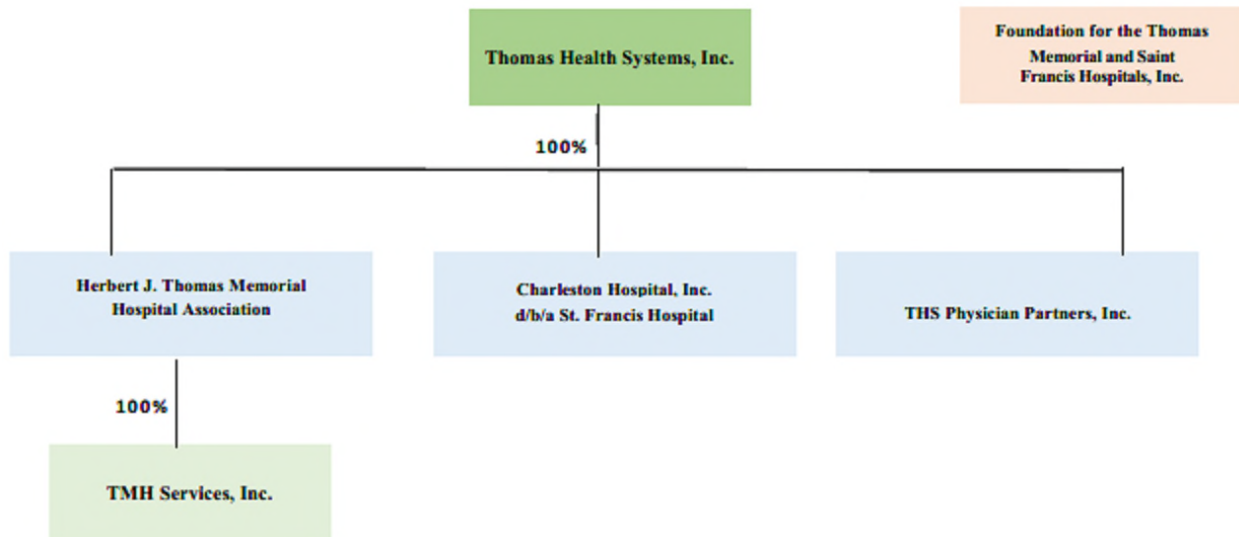 Thomas Health Systems, Inc.
Foundation for the Thomas
Memorial and Saint
Francis Hospitals, Inc.
100%
Herbert J. Thomas Memorial
Hospital Association
Charleston Hospital, Inc.
d/b/a St. Francis Hospital
THS Physician Partners, Inc.
100%
TMH Services, Inc.